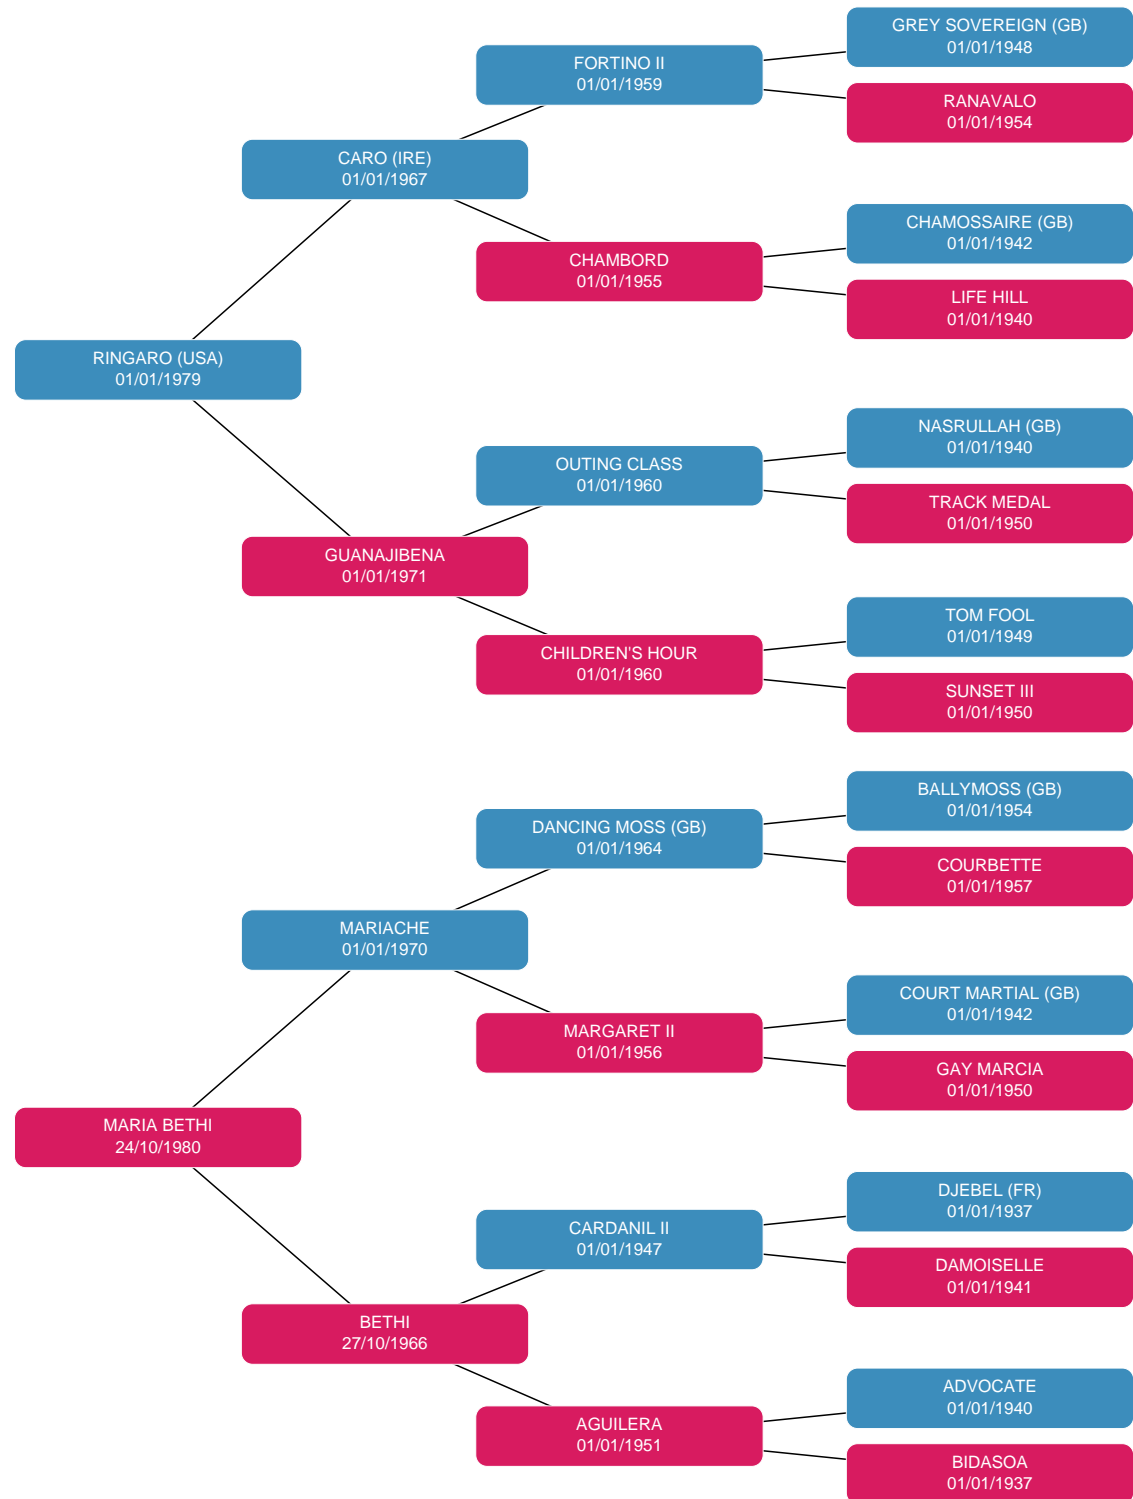 GREY SOVEREIGN (GB)
01/01/1948
FORTINO II
01/01/1959
RANAVALO
01/01/1954
CARO (IRE)
01/01/1967
CHAMOSSAIRE (GB)
01/01/1942
CHAMBORD
01/01/1955
LIFE HILL
01/01/1940
RINGARO (USA)
01/01/1979
NASRULLAH (GB)
01/01/1940
OUTING CLASS
01/01/1960
TRACK MEDAL
01/01/1950
GUANAJIBENA
01/01/1971
TOM FOOL
01/01/1949
CHILDREN'S HOUR
01/01/1960
SUNSET III
01/01/1950
BALLYMOSS (GB)
01/01/1954
DANCING MOSS (GB)
01/01/1964
COURBETTE
01/01/1957
MARIACHE
01/01/1970
COURT MARTIAL (GB)
01/01/1942
MARGARET II
01/01/1956
GAY MARCIA
01/01/1950
MARIA BETHI
24/10/1980
DJEBEL (FR)
01/01/1937
CARDANIL II
01/01/1947
DAMOISELLE
01/01/1941
BETHI
27/10/1966
ADVOCATE
01/01/1940
AGUILERA
01/01/1951
BIDASOA
01/01/1937